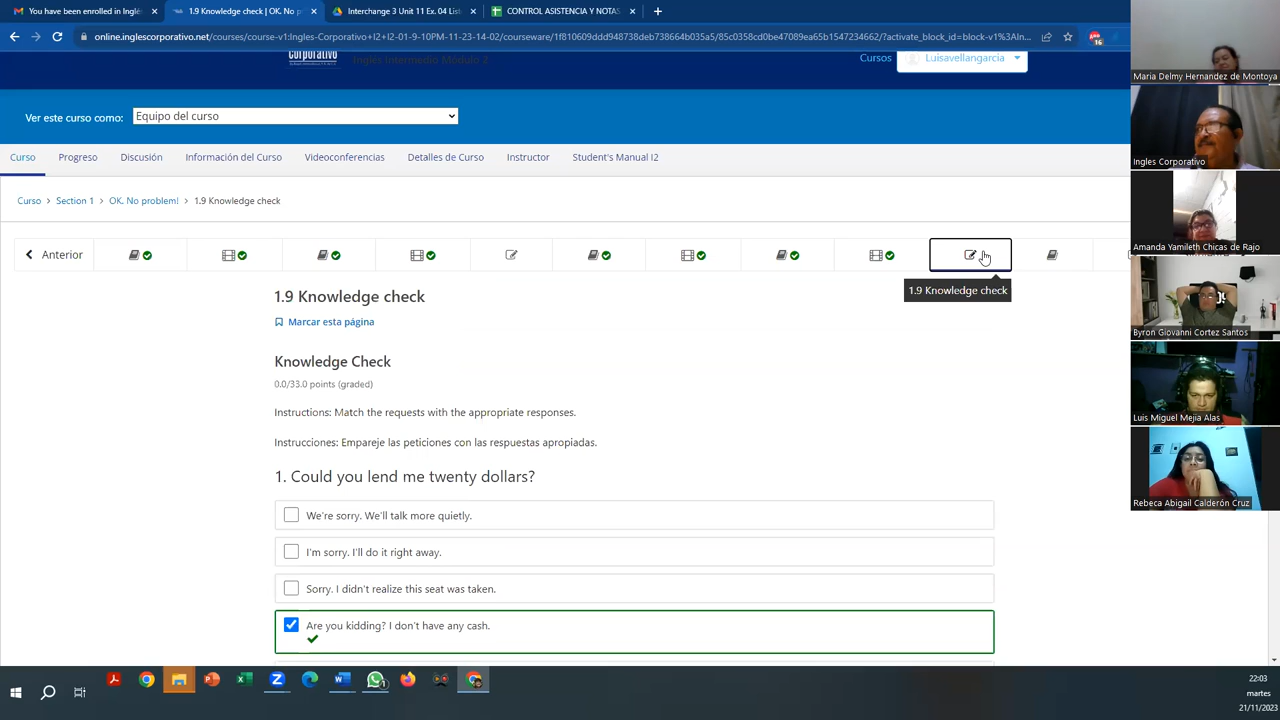 You have been enrolled in Inglé
1.9 Knowledge check | OK. No p
Interchange 3 Unit 11 Ex. 04 List
CONTROL ASISTENCIA Y NOTAS
online.inglescorporativo.net/courses/course-v1:Ingles-Corporativo+I2+I2-01-9-10PM-11-23-14-02/courseware/1f810609ddd948738deb738664b035a5/85c0358cd0be47089ea65b1547234662/?activate_block_id=block-v1%3AIn...
16
corporativo
Inglés Intermedio Módulo 2
Cursos
Luisavellangarcia
Ver este curso como:
Equipo del curso
Curso
Progreso
Discusión
Información del Curso
Videoconferencias
Detalles de Curso
Instructor
Student's Manual I2
Curso > Section 1 > OK. No problem! > 1.9 Knowledge check
Anterior
1.9 Knowledge check
1.9 Knowledge check
Marcar esta página
Knowledge Check
0.0/33.0 points (graded)
Instructions: Match the requests with the appropriate responses.
Instrucciones: Empareje las peticiones con las respuestas apropiadas.
1. Could you lend me twenty dollars?
We're sorry. We'll talk more quietly.
I'm sorry. I'll do it right away.
Sorry. I didn't realize this seat was taken.
Are you kidding? I don't have any cash.
Maria Delmy Hernandez de Montoya
Ingles Corporativo
Amanda Yamileth Chicas de Rajo
Byron Giovanni Cortez Santos
Luis Miguel Mejia Alas
Rebeca Abigail Calderón Cruz
22:03
martes
21/11/2023